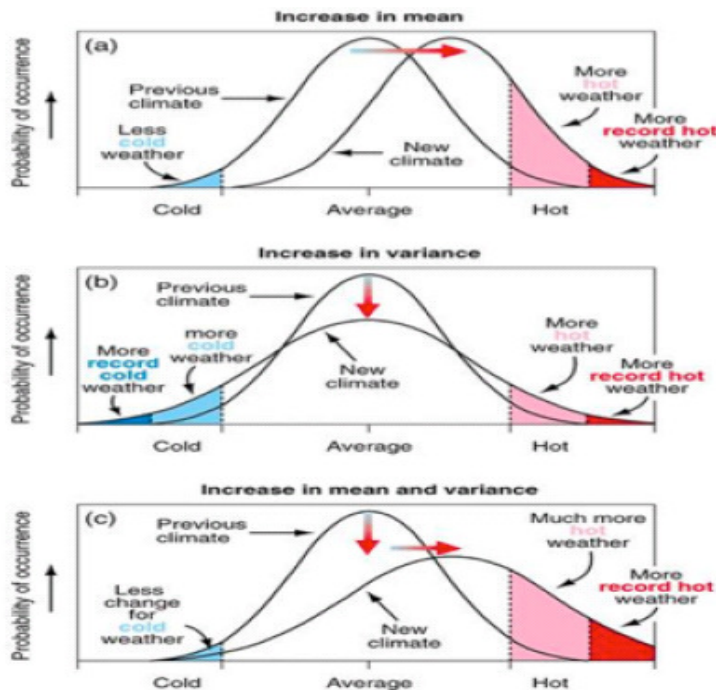 Increase in mean
(a)
Probability of occurrence
Previous
climate
Less
cold
weather
New
climate
More
hot
weather
More
record hot
weather
Cold
Average
Hot
Increase in variance
(b)
Probability of occurrence
Previous
climate
More
record
cold
weather
more
cold
weather
New
climate
More
hot
weather
More
record hot
weather
Cold
Average
Hot
Increase in mean and variance
(c)
Probability of occurrence
Previous
climate
Less
change
for
cold
weather
New
climate
Much more
hot
weather
More
record hot
weather
Cold
Average
Hot